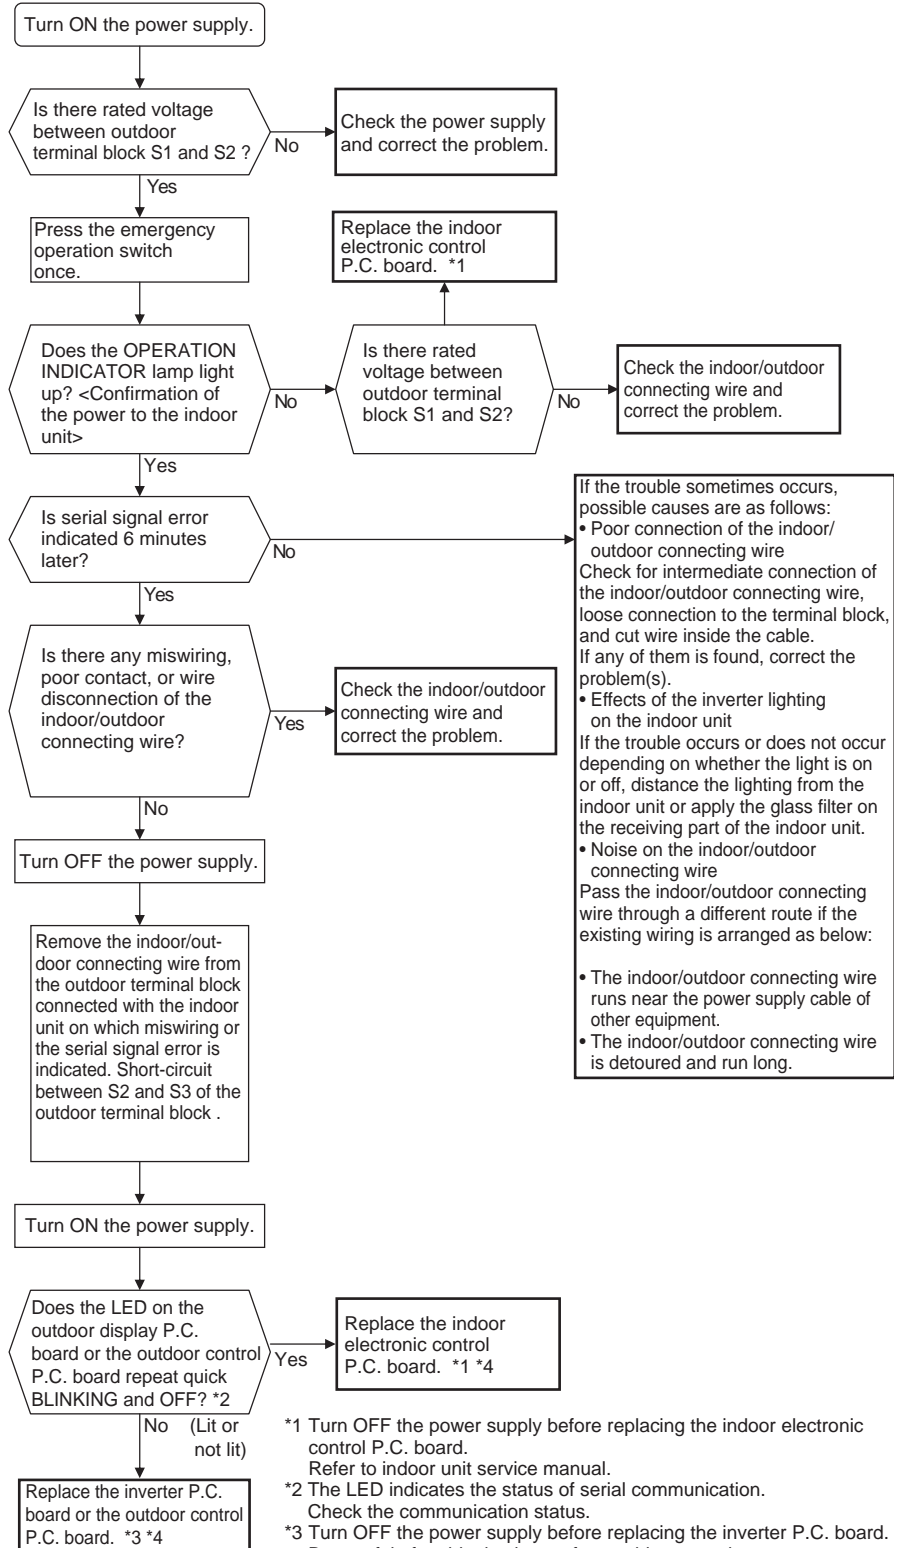 Turn ON the power supply.
Is there rated voltage
between outdoor
terminal block S1 and S2 ?
No
Check the power supply
and correct the problem.
Yes
Press the emergency
operation switch
once.
Replace the indoor
electronic control
P.C. board. *1
Does the OPERATION
INDICATOR lamp light
up? <Confirmation of
the power to the indoor
unit>
No
Is there rated
voltage between
outdoor terminal
block S1 and S2?
No
Check the indoor/outdoor
connecting wire and
correct the problem.
Yes
Is serial signal error
indicated 6 minutes
later?
No
If the trouble sometimes occurs,
possible causes are as follows:
• Poor connection of the indoor/
outdoor connecting wire
Check for intermediate connection of
the indoor/outdoor connecting wire,
loose connection to the terminal block,
and cut wire inside the cable.
If any of them is found, correct the
problem(s).
• Effects of the inverter lighting
on the indoor unit
If the trouble occurs or does not occur
depending on whether the light is on
or off, distance the lighting from the
indoor unit or apply the glass filter on
the receiving part of the indoor unit.
• Noise on the indoor/outdoor
connecting wire
Pass the indoor/outdoor connecting
wire through a different route if the
existing wiring is arranged as below:
• The indoor/outdoor connecting wire
runs near the power supply cable of
other equipment.
• The indoor/outdoor connecting wire
is detoured and run long.
Yes
Is there any miswiring,
poor contact, or wire
disconnection of the
indoor/outdoor
connecting wire?
Yes
Check the indoor/outdoor
connecting wire and
correct the problem.
No
Turn OFF the power supply.
Remove the indoor/out-
door connecting wire from
the outdoor terminal block
connected with the indoor
unit on which miswiring or
the serial signal error is
indicated. Short-circuit
between S2 and S3 of the
outdoor terminal block .
Turn ON the power supply.
Does the LED on the
outdoor display P.C.
board or the outdoor control
P.C. board repeat quick
BLINKING and OFF? *2
Yes
Replace the indoor
electronic control
P.C. board. *1 *4
No (Lit or
not lit)
Replace the inverter P.C.
board or the outdoor control
P.C. board. *3 *4
*1 Turn OFF the power supply before replacing the indoor electronic
control P.C. board.
Refer to indoor unit service manual.
*2 The LED indicates the status of serial communication.
Check the communication status.
*3 Turn OFF the power supply before replacing the inverter P.C. board.